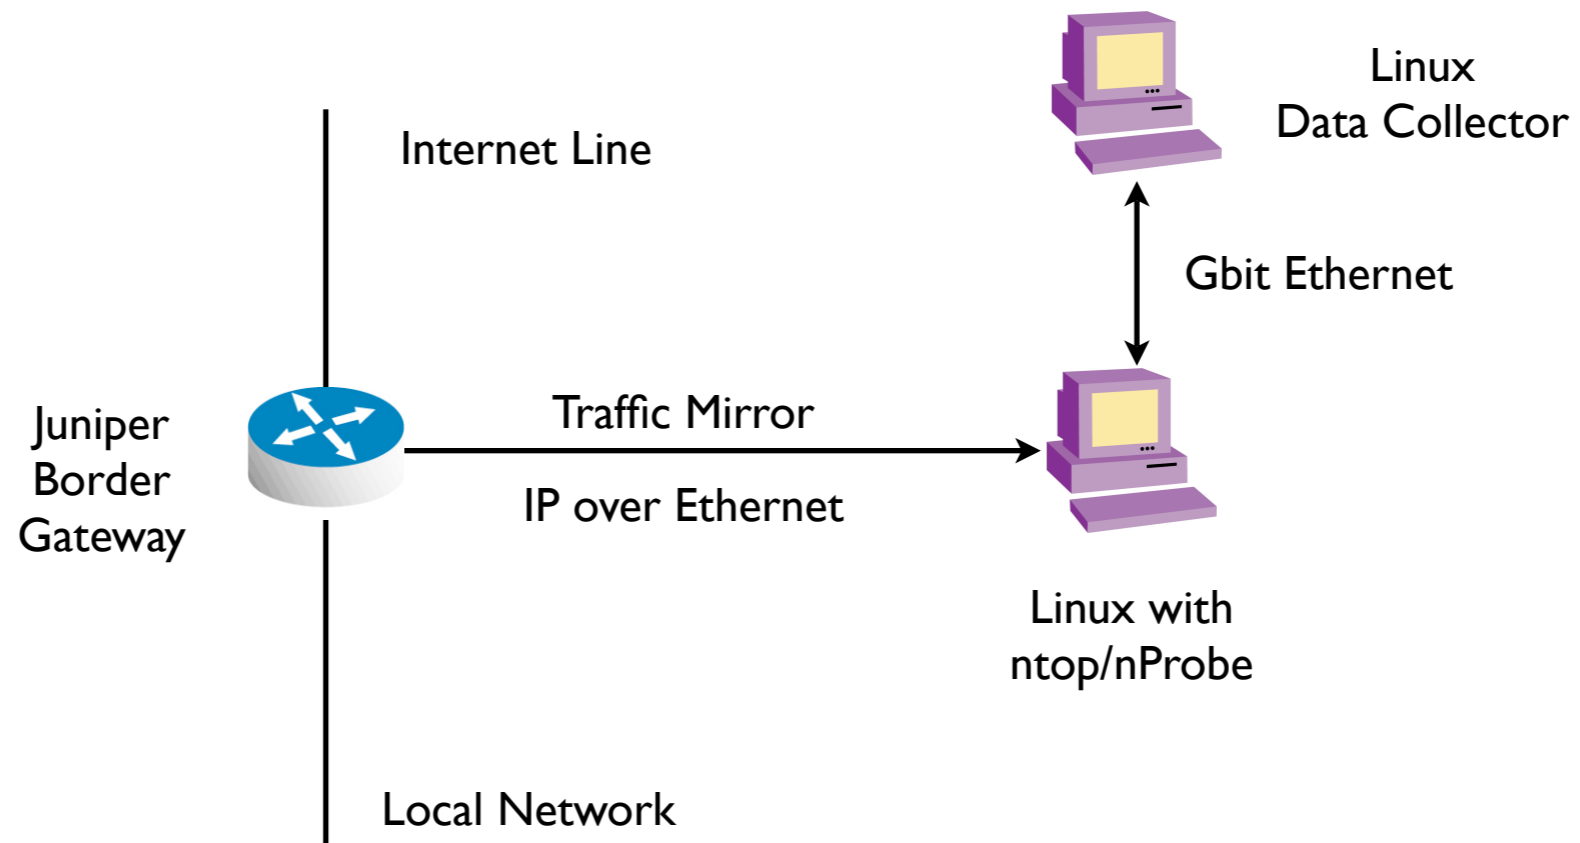 Linux
Data Collector
Internet Line
Gbit Ethernet
Juniper
Border
Gateway
Traffic Mirror
IP over Ethernet
Linux with
ntop/nProbe
Local Network